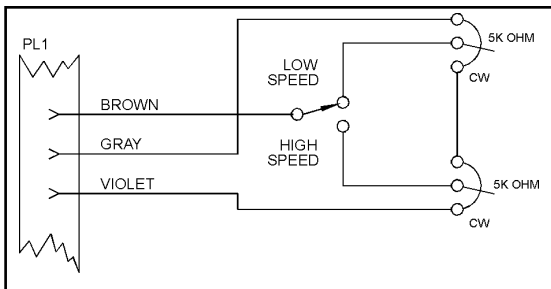 PL1
5K OHM
LOW
SPEED
CW
BROWN
GRAY
HIGH
SPEED
VIOLET
5K OHM
CW